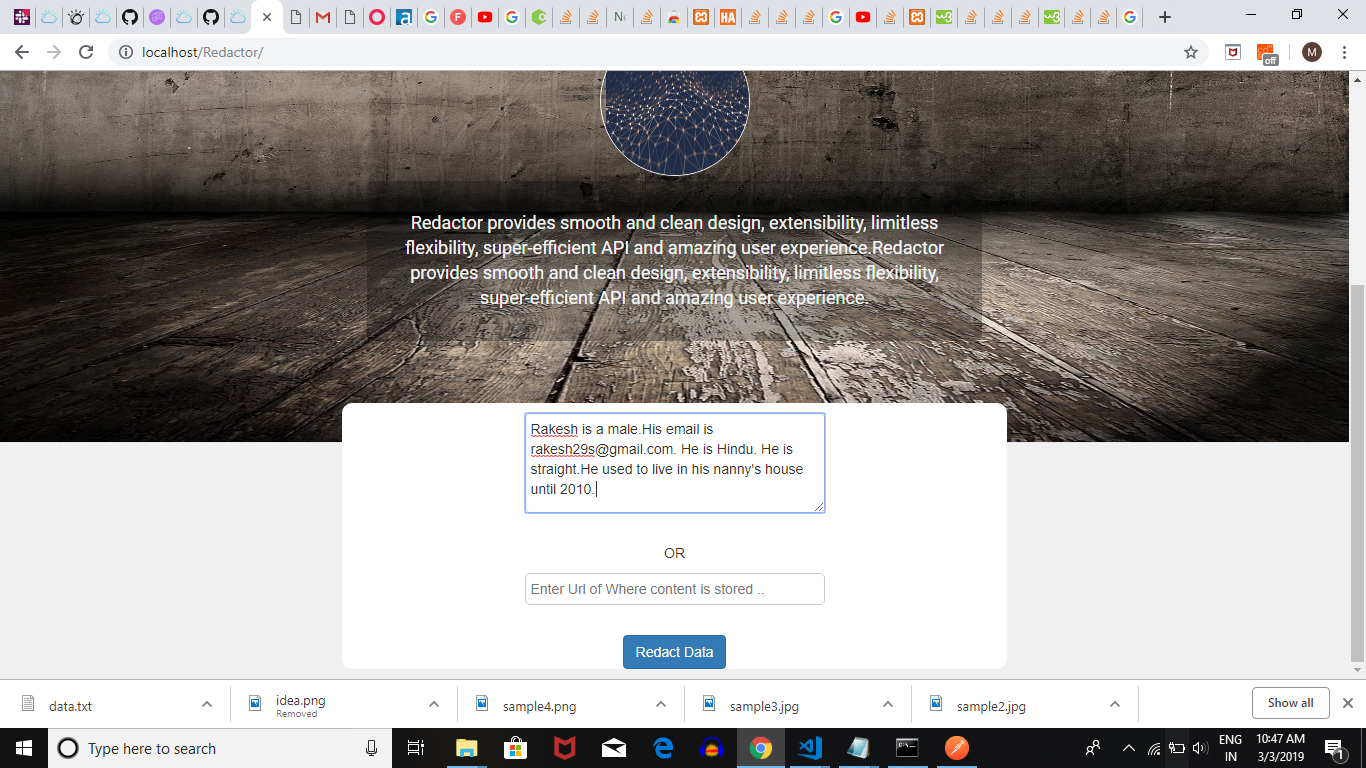 localhost/Redactor/
off
M
Redactor provides smooth and clean design, extensibility, limitless
flexibility, super-efficient API and amazing user experience.Redactor
provides smooth and clean design, extensibility, limitless flexibility,
super-efficient API and amazing user experience.
Rakesh is a male.His email is
rakesh29s@gmail.com. He is Hindu. He is
straight.He used to live in his nanny's house
until 2010.
OR
Enter Url of Where content is stored ..
Redact Data
data.txt
idea.png
Removed
sample4.png
sample3.jpg
sample2.jpg
Show all
Type here to search
ENG
IN
10:47 AM
3/3/2019
1